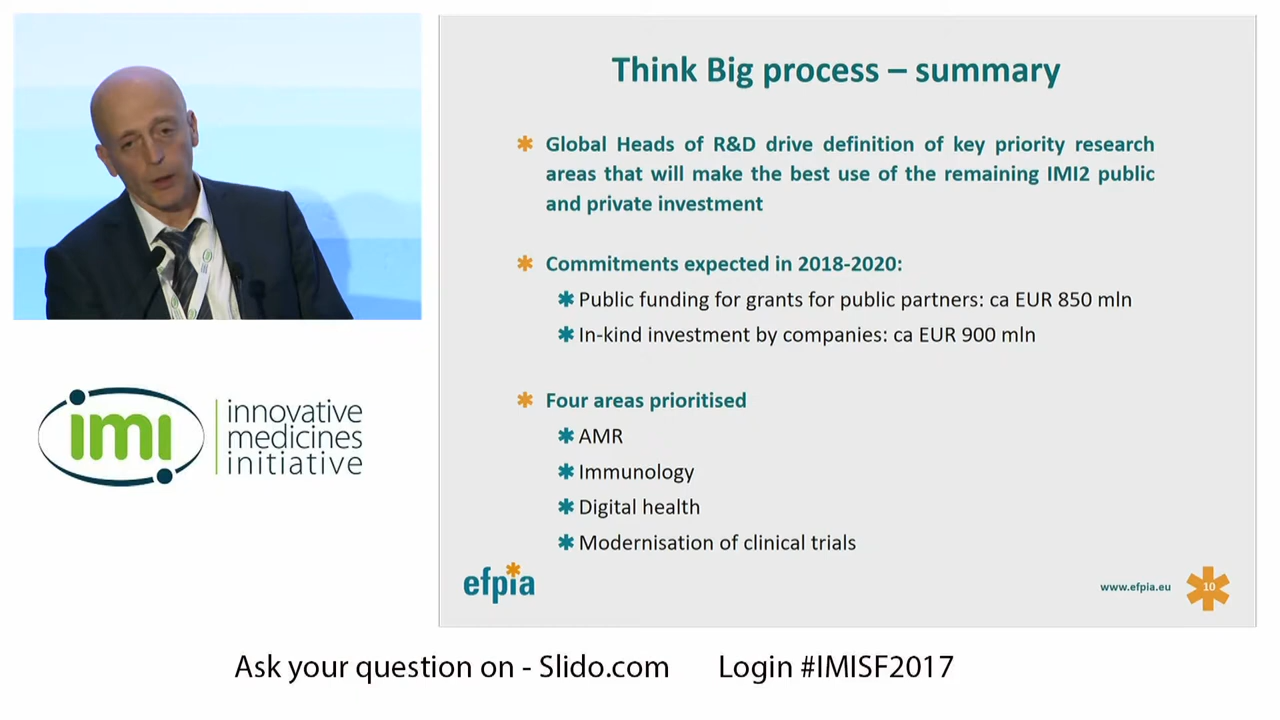 Think Big process – summary
Global Heads of R&D drive definition of key priority research
areas that will make the best use of the remaining IMI2 public
and private investment
Commitments expected in 2018-2020:
Public funding for grants for public partners: ca EUR 850 mln
In-kind investment by companies: ca EUR 900 mln
Four areas prioritised
AMR
Immunology
Digital health
Modernisation of clinical trials
efpia
www.efpia.eu
10
imi
innovative
medicines
initiative
Ask your question on - Slido.com Login #IMISF2017